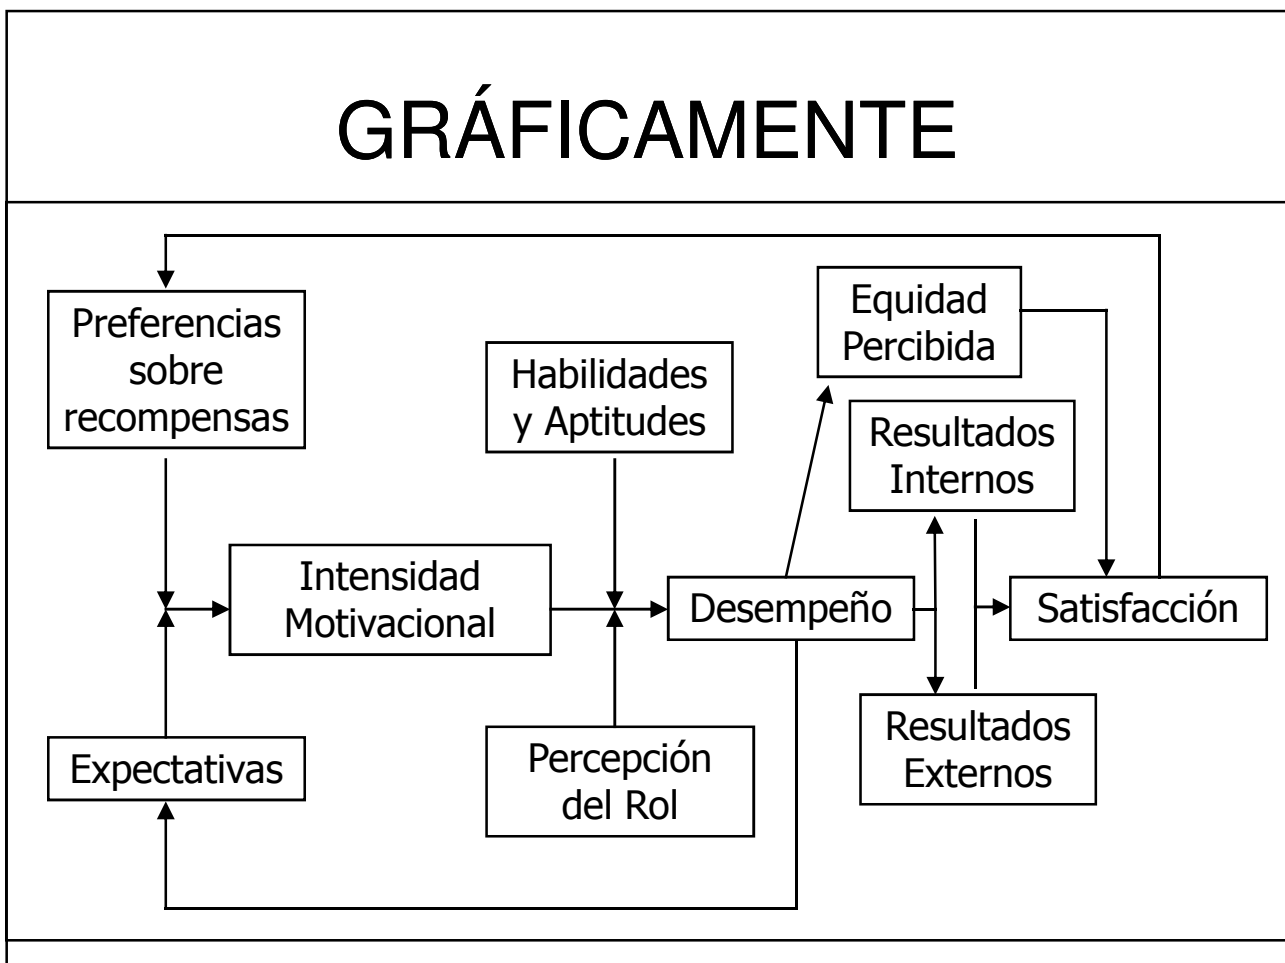 GRÁFICAMENTE
Preferencias
sobre
recompensas
Habilidades
y Aptitudes
Equidad
Percibida
Resultados
Internos
Intensidad
Motivacional
Desempeño
Satisfacción
Expectativas
Percepción
del Rol
Resultados
Externos